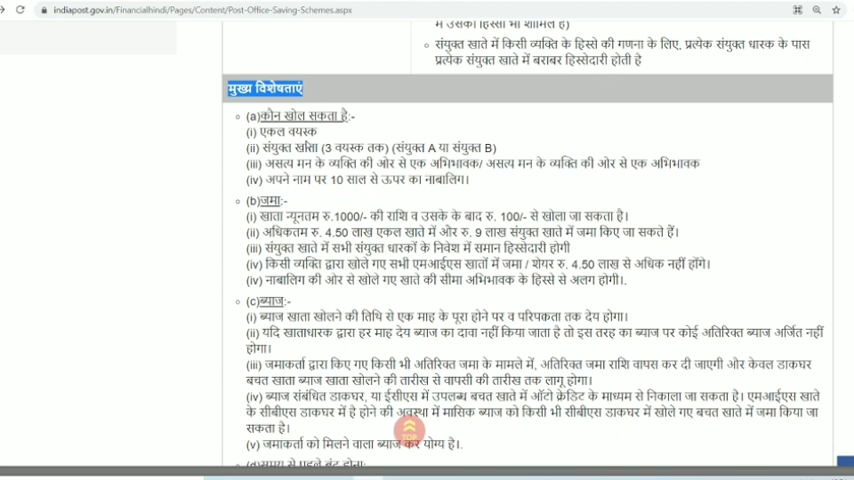 indiapost.gov.in/Financialhindi/Pages/Content/Post-Office-Saving-Schemes.aspx
में उसका हिस्सा भी शामिल है)
संयुक्त खाते में किसी व्यक्ति के हिस्से की गणना के लिए, प्रत्येक संयुक्त धारक के पास
प्रत्येक संयुक्त खाते में बराबर हिस्सेदारी होती है
मुख्य विशेषताएं
(a)कौन खोल सकता है:-
(i) एकल वयस्क
(ii) संयुक्त खाता (3 वयस्क तक) (संयुक्त A या संयुक्त B)
(iii) असत्य मन के व्यक्ति की ओर से एक अभिभावक/ असत्य मन के व्यक्ति की ओर से एक अभिभावक
(iv) अपने नाम पर 10 साल से ऊपर का नाबालिग।
(b)जमा:-
(i) खाता न्यूनतम रु.1000/- की राशि व उसके के बाद रु. 100/- से खोला जा सकता है।
(ii) अधिकतम रु. 4.50 लाख एकल खाते में ओर रु. 9 लाख संयुक्त खाते में जमा किए जा सकते हैं।
(iii) संयुक्त खाते में सभी संयुक्त धारकों के निवेश में समान हिस्सेदारी होगी
(iv) किसी व्यक्ति द्वारा खोले गए सभी एमआईएस खातों में जमा / शेयर रु. 4.50 लाख से अधिक नहीं होंगे।
(iv) नाबालिग की ओर से खोले गए खाते की सीमा अभिभावक के हिस्से से अलग होगी।.
(c)ब्याज:-
(i) ब्याज खाता खोलने की तिथि से एक माह के पूरा होने पर व परिपक्वता तक देय होगा।
(ii) यदि खाताधारक द्वारा हर माह देय ब्याज का दावा नहीं किया जाता है तो इस तरह का ब्याज पर कोई अतिरिक्त ब्याज अर्जित नहीं
होगा।
(iii) जमाकर्ता द्वारा किए गए किसी भी अतिरिक्त जमा के मामले में, अतिरिक्त जमा राशि वापस कर दी जाएगी ओर केवल डाकघर
बचत खाता ब्याज खाता खोलने की तारीख से वापसी की तारीख तक लागू होगा।
(iv) ब्याज संबंधित डाकघर, या ईसीएस में उपलब्ध बचत खाते में ऑटो क्रेडिट के माध्यम से निकाला जा सकता है। एमआईएस खाते
के सीबीएस डाकघर में है होने की अवस्था में मासिक ब्याज को किसी भी सीबीएस डाकघर में खोले गए बचत खाते में जमा किया जा
सकता है।
TOP
(v) जमाकर्ता को मिलने वाला ब्याज कर योग्य है।.
(d)समय से पहले बंद होना: